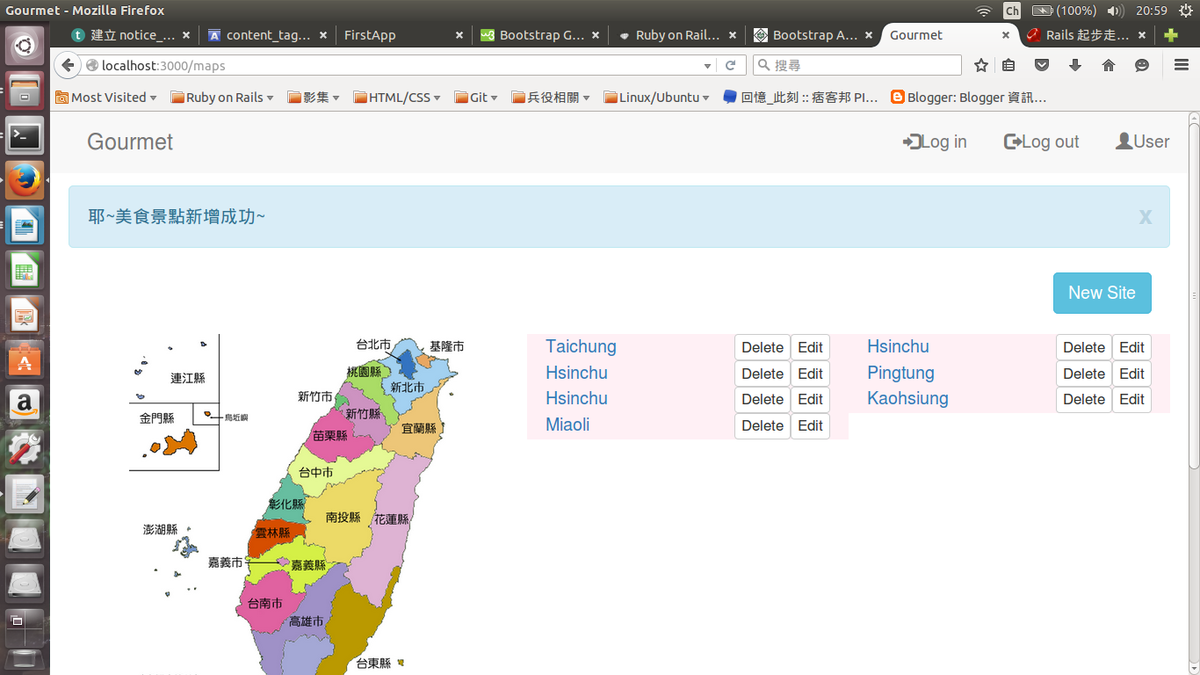 Gourmet - Mozilla Firefox
Ch (100%) 20:59
建立 notice_... ×
content_tag... ×
FirstApp ×
Bootstrap G... ×
Ruby on Rail... ×
Bootstrap A... ×
Gourmet ×
Rails 起步走... ×
localhost:3000/maps
搜尋
Most Visited
Ruby on Rails
影集
HTML/CSS
Git
兵役相關
Linux/Ubuntu
回憶_此刻 :: 痞客邦 PI...
Blogger: Blogger 資訊...
Gourmet
Log in
Log out
User
耶~美食景點新增成功~
x
New Site
Taichung Delete Edit
Hsinchu Delete Edit
Hsinchu Delete Edit
Miaoli Delete Edit
Hsinchu Delete Edit
Pingtung Delete Edit
Kaohsiung Delete Edit
台北市
基隆市
連江縣
桃園縣
新北市
新竹市
金門縣
烏坵嶼
新竹縣
宜蘭縣
苗栗縣
台中市
彰化縣
南投縣
花蓮縣
澎湖縣
雲林縣
嘉義市
嘉義縣
台南市
高雄市
台東縣